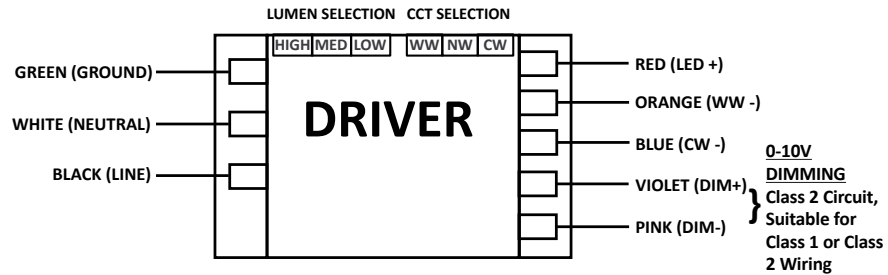 LUMEN SELECTION CCT SELECTION
HIGH MED LOW WW NW CW
GREEN (GROUND)
WHITE (NEUTRAL)
BLACK (LINE)
DRIVER
RED (LED +)
ORANGE (WW -)
BLUE (CW -)
VIOLET (DIM+)
PINK (DIM-)
}
0-10V
DIMMING
Class 2 Circuit,
Suitable for
Class 1 or Class
2 Wiring